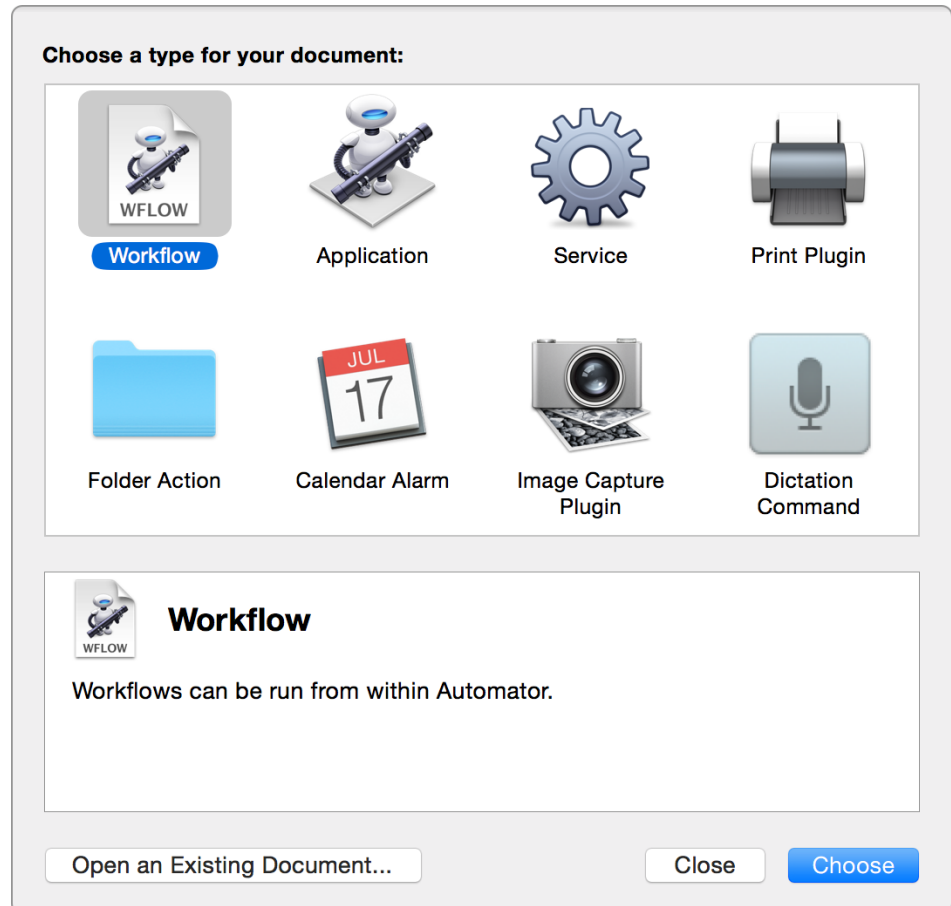 Choose a type for your document:
WFLOW
Workflow
Application
Service
Print Plugin
JUL
17
Folder Action
Calendar Alarm
Image Capture
Plugin
Dictation
Command
WFLOW
Workflow
Workflows can be run from within Automator.
Open an Existing Document...
Close
Choose